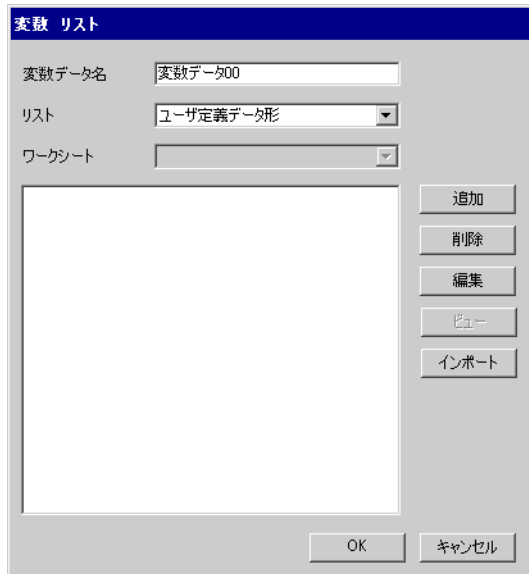 変数 リスト
変数データ名 変数データ00
リスト ユーザ定義データ形
ワークシート
追加
削除
編集
ビュー
インポート
OK キャンセル